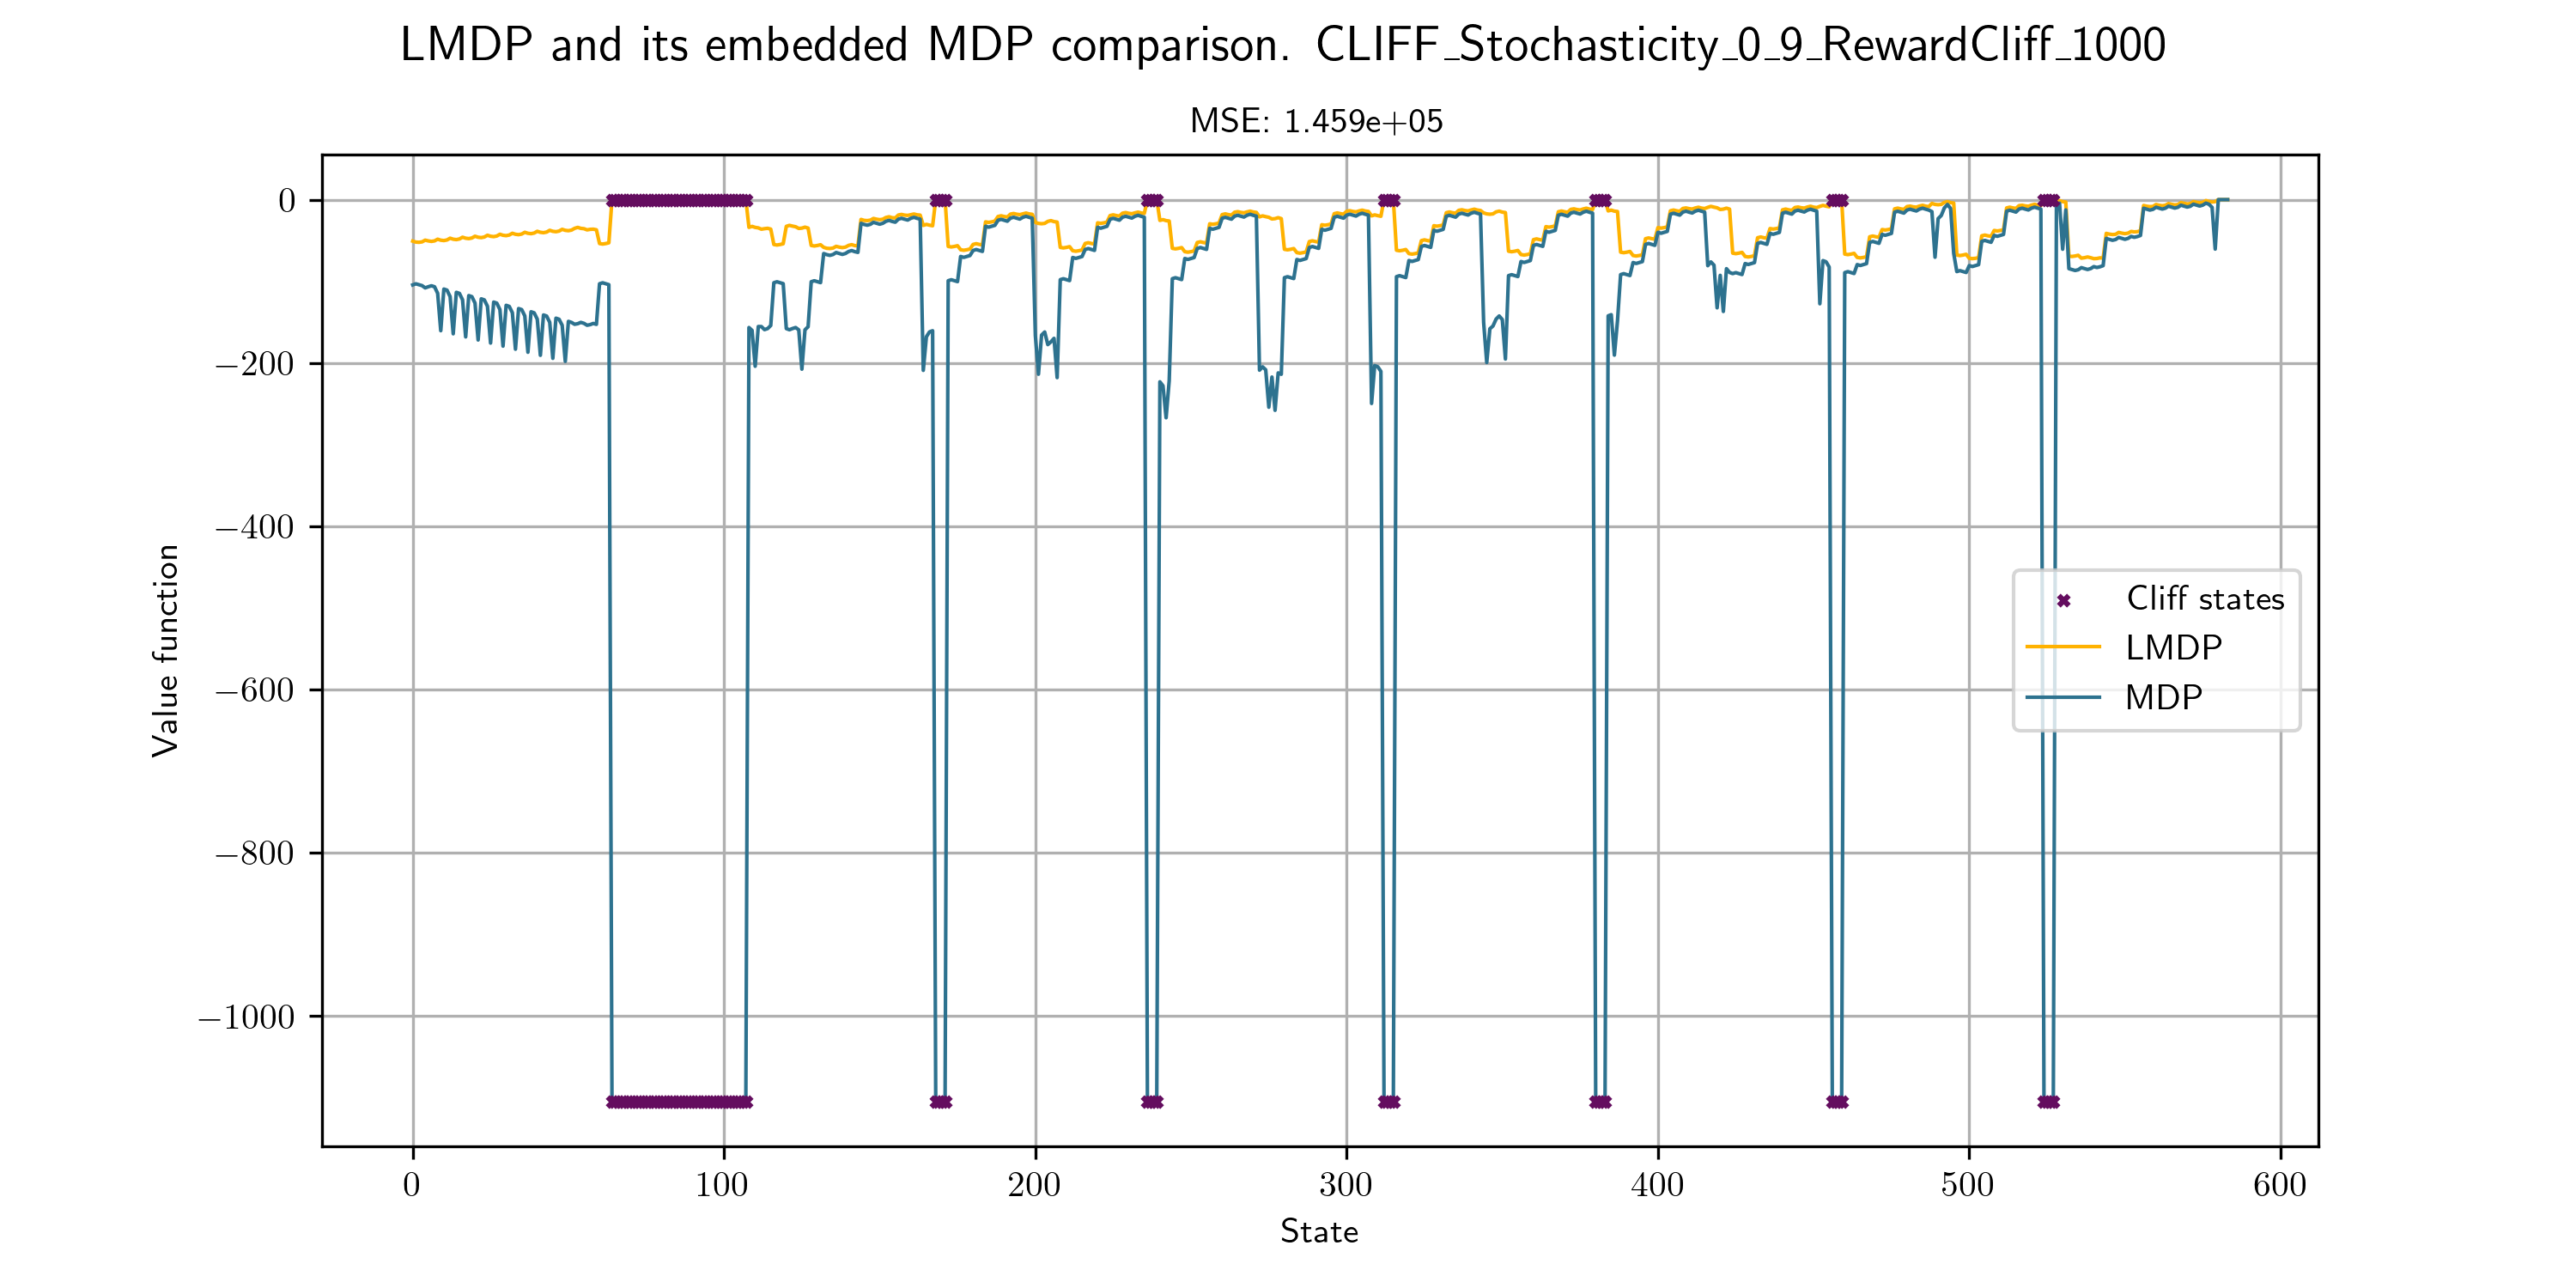 LMDP and its embedded MDP comparison. CLIFF_Stochasticity_0_9_RewardCliff_1000
MSE: 1.459e+05
Value function
0
−200
−400
−600
−800
−1000
Cliff states
LMDP
MDP
0 100 200 300 400 500 600
State